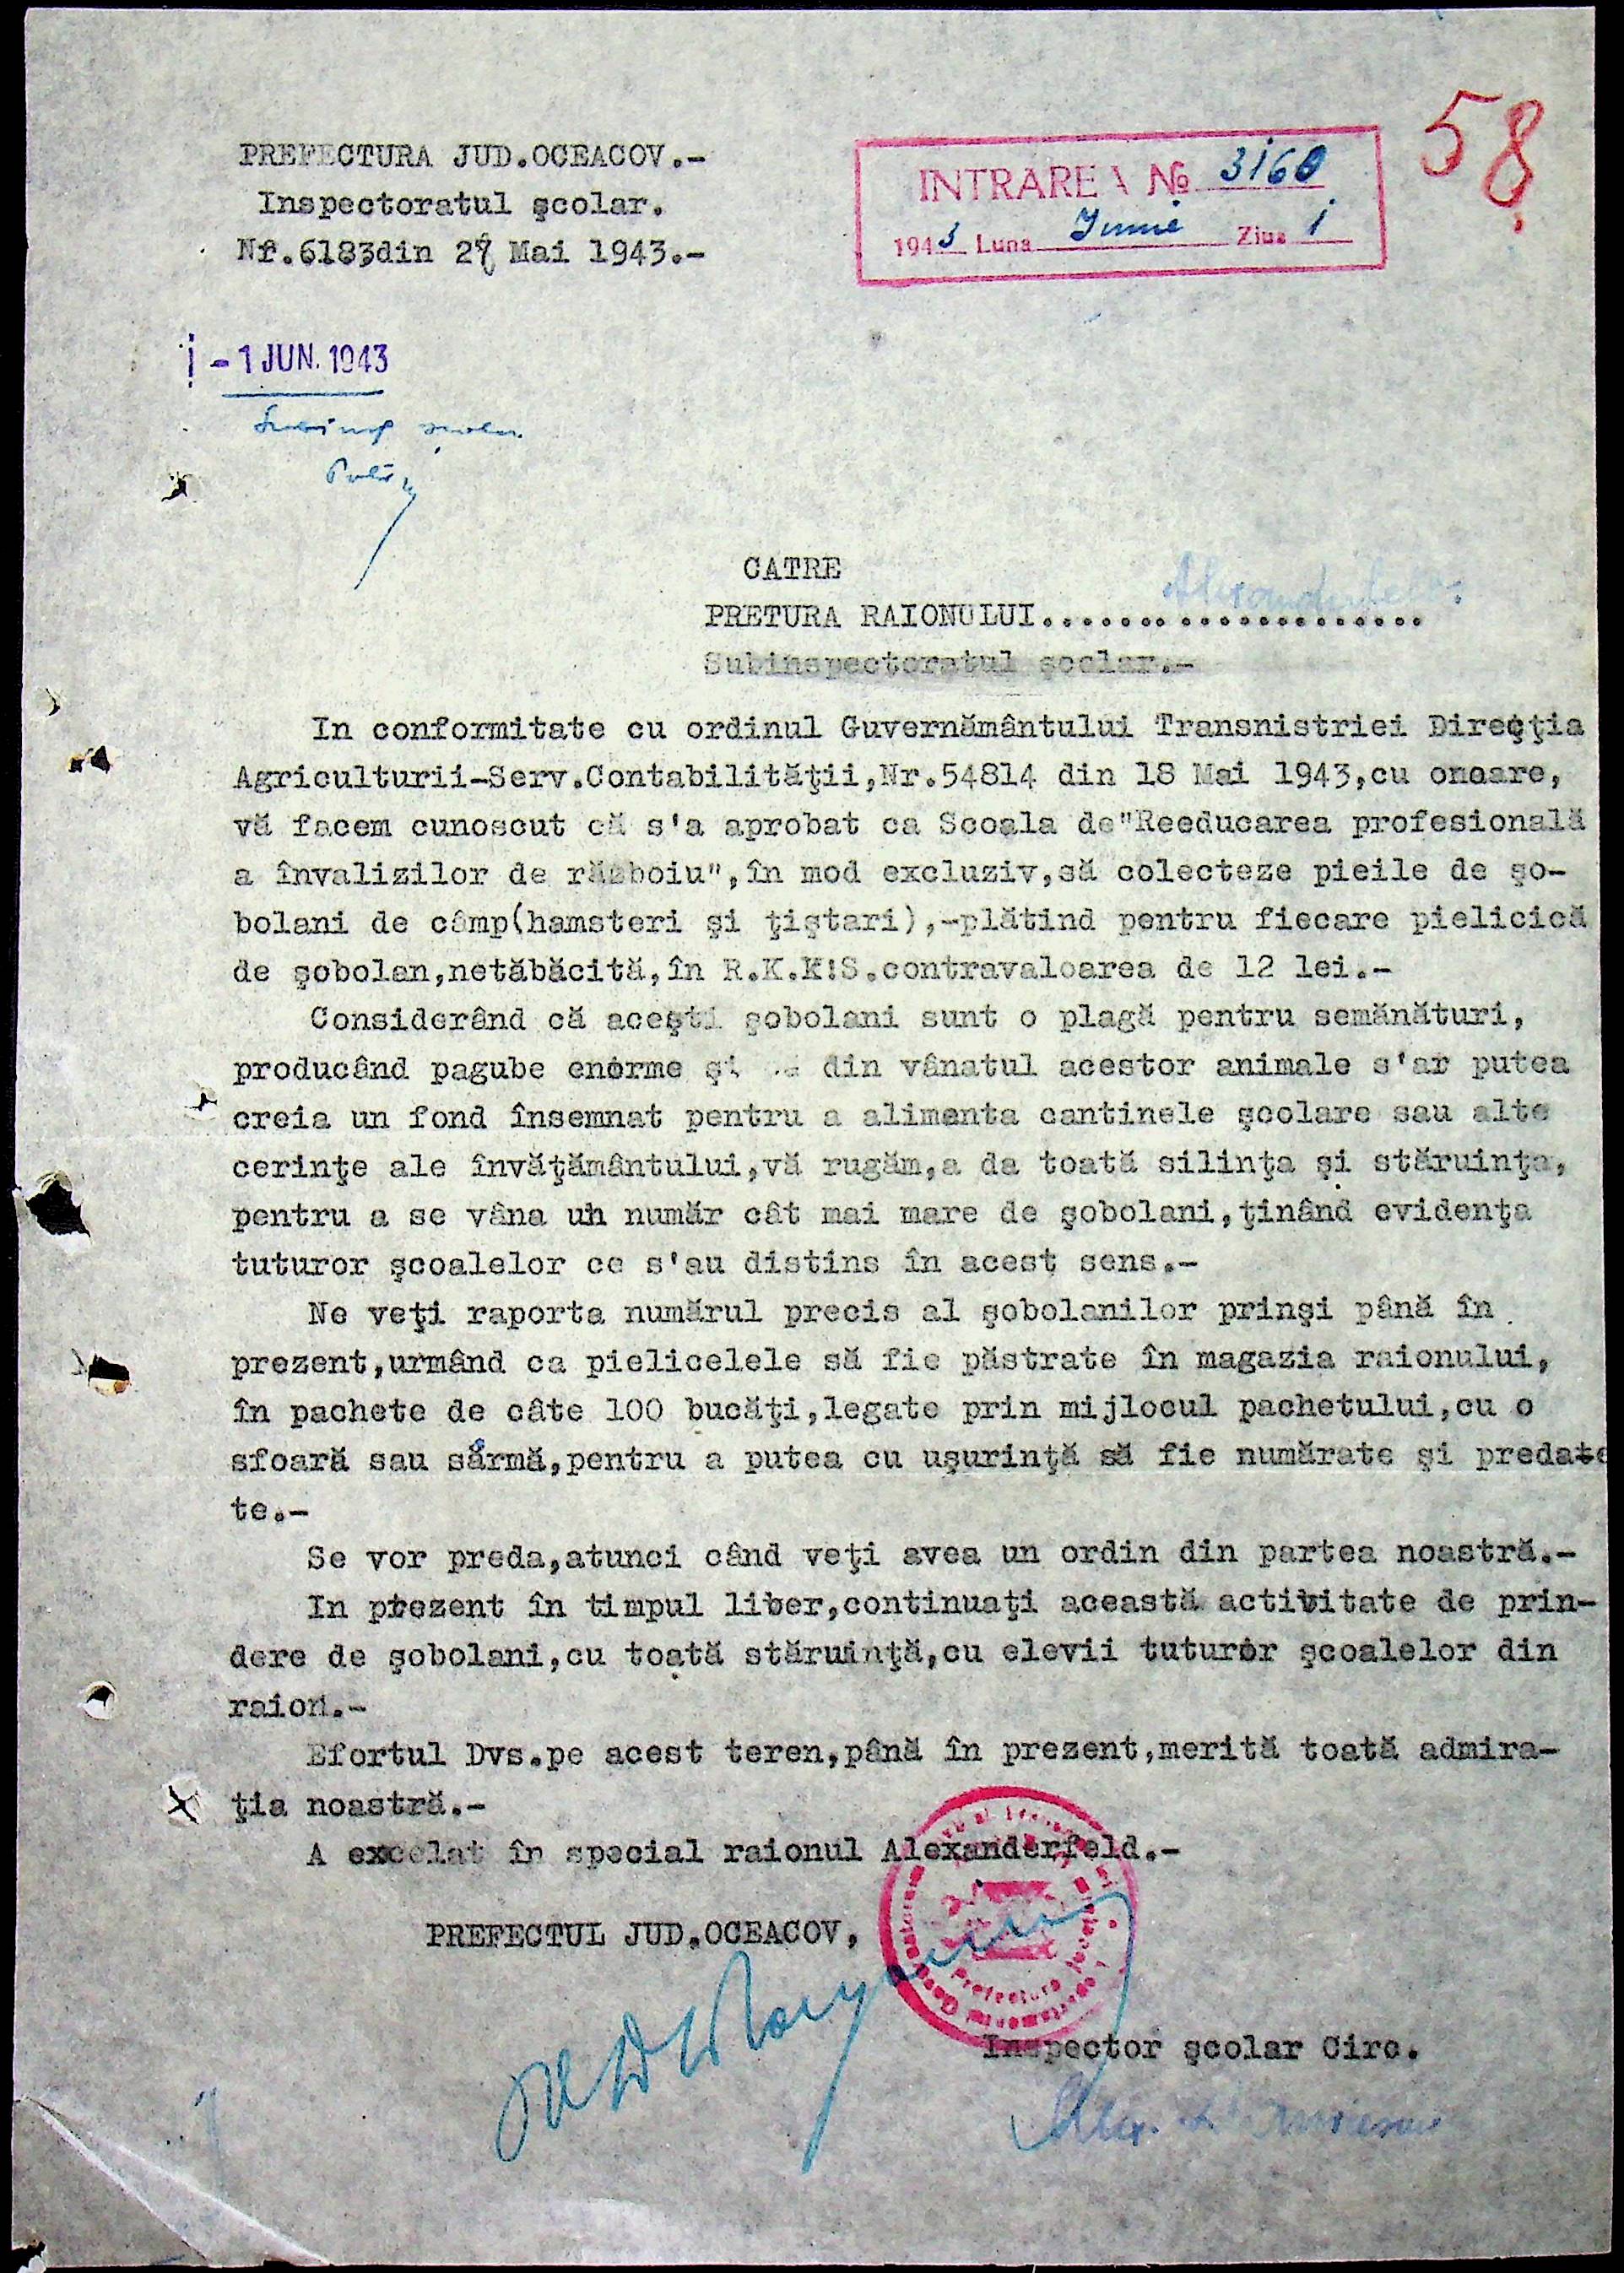 58
PREFECTURA JUD.OCEACOV.-
Inspectoratul şcolar.
Nr.6183din 27 Mai 1943.-
INTRARE № 3160
1943 Luna Junie Ziua 1
- 1 JUN. 1943
CATRE
PRETURA RAIONULUI...................... Alexanderfeld
Subinspectoratul şcolar.-
In conformitate cu ordinul Guvernământului Transnistriei Direcţia
Agriculturii-Serv.Contabilităţii,Nr.54814 din 18 Mai 1943,cu onoare,
vă facem cunoscut că s'a aprobat ca Scoala de"Reeducarea profesională
a învalizilor de războiu",în mod excluziv,să colecteze pieile de şo-
bolani de câmp(hamsteri şi ţiştari),-plătind pentru fiecare pielicică
de şobolan,netăbăcită,în R.K.K!S.contravaloarea de 12 lei.-
Considerând că aceşti şobolani sunt o plagă pentru semănături,
producând pagube enorme şi din vânatul acestor animale s'ar putea
creia un fond însemnat pentru a alimenta cantinele şcolare sau alte
cerinţe ale învăţământului,vă rugăm,a da toată silinţa şi stăruinţa,
pentru a se vâna un număr cât mai mare de şobolani,ţinând evidenţa
tuturor şcoalelor ce s'au distins în acest sens.-
Ne veţi raporta numărul precis al şobolanilor prinşi până în
prezent,urmând ca pielicelele să fie păstrate în magazia raionului,
în pachete de câte 100 bucăţi,legate prin mijlocul pachetului,cu o
sfoară sau sârmă,pentru a putea cu uşurinţă să fie numărate şi predate
te.-
Se vor preda,atunci când veţi avea un ordin din partea noastră.-
In prezent în timpul liber,continuaţi această activitate de prin-
dere de şobolani,cu toată stăruinţă,cu elevii tuturor şcoalelor din
raion.-
Efortul Dvs.pe acest teren,până în prezent,merită toată admira-
ţia noastră.-
A excelat în special raionul Alexanderfeld.-
PREFECTUL JUD.OCEACOV,
Prefectura
Inspector şcolar Circ.